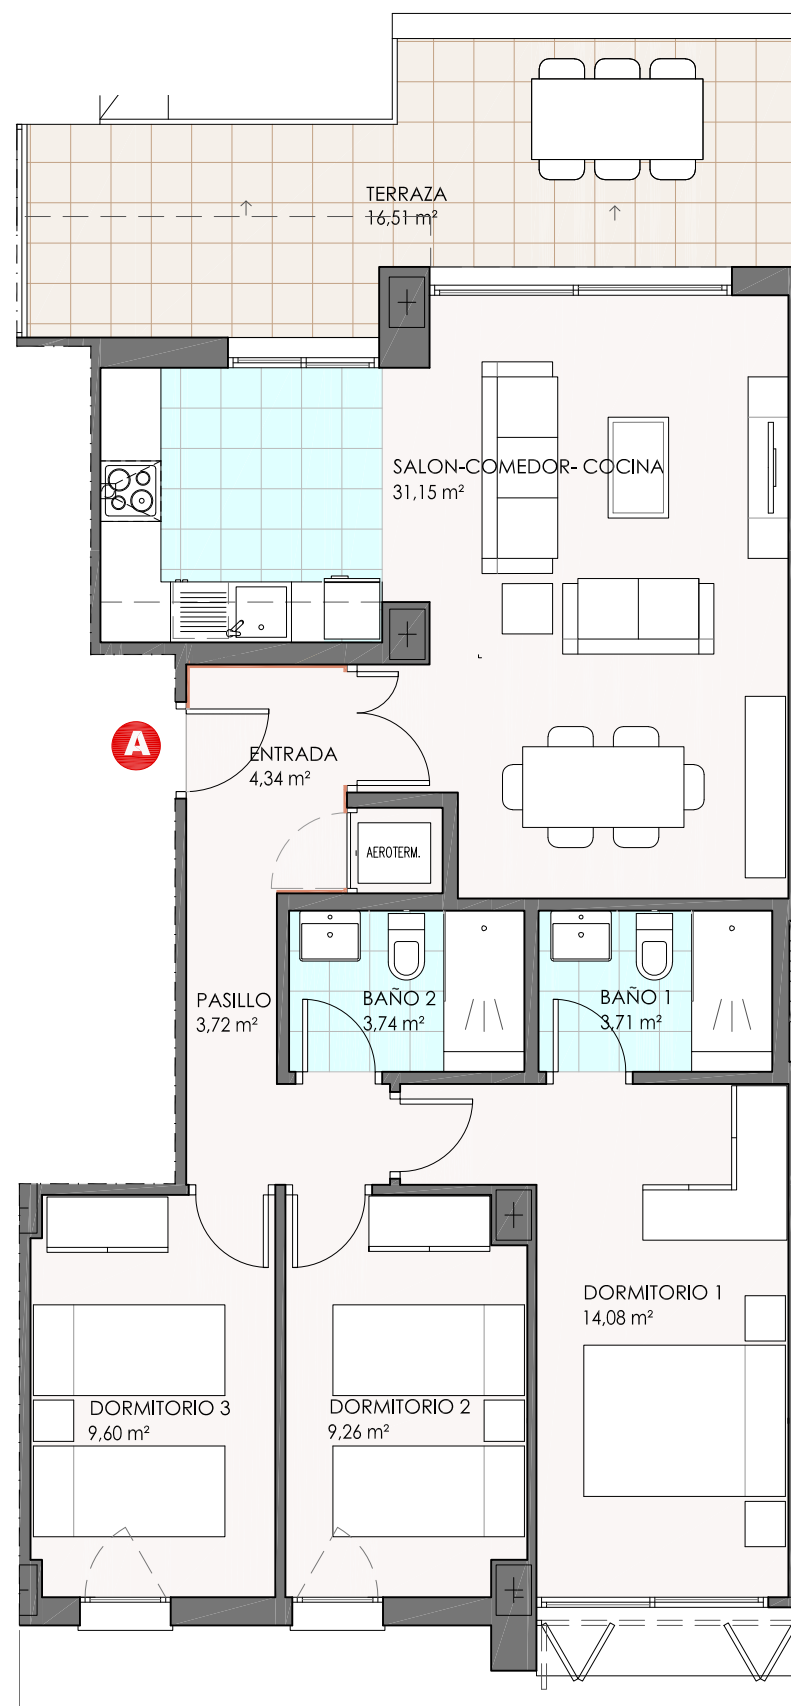 TERRAZA
16,51 m²
SALON-COMEDOR- COCINA
31,15 m²
A
ENTRADA
4,34 m²
AEROTERM.
PASILLO
3,72 m²
BAÑO 2
3,74 m²
BAÑO 1
3,71 m²
DORMITORIO 1
14,08 m²
DORMITORIO 3
9,60 m²
DORMITORIO 2
9,26 m²